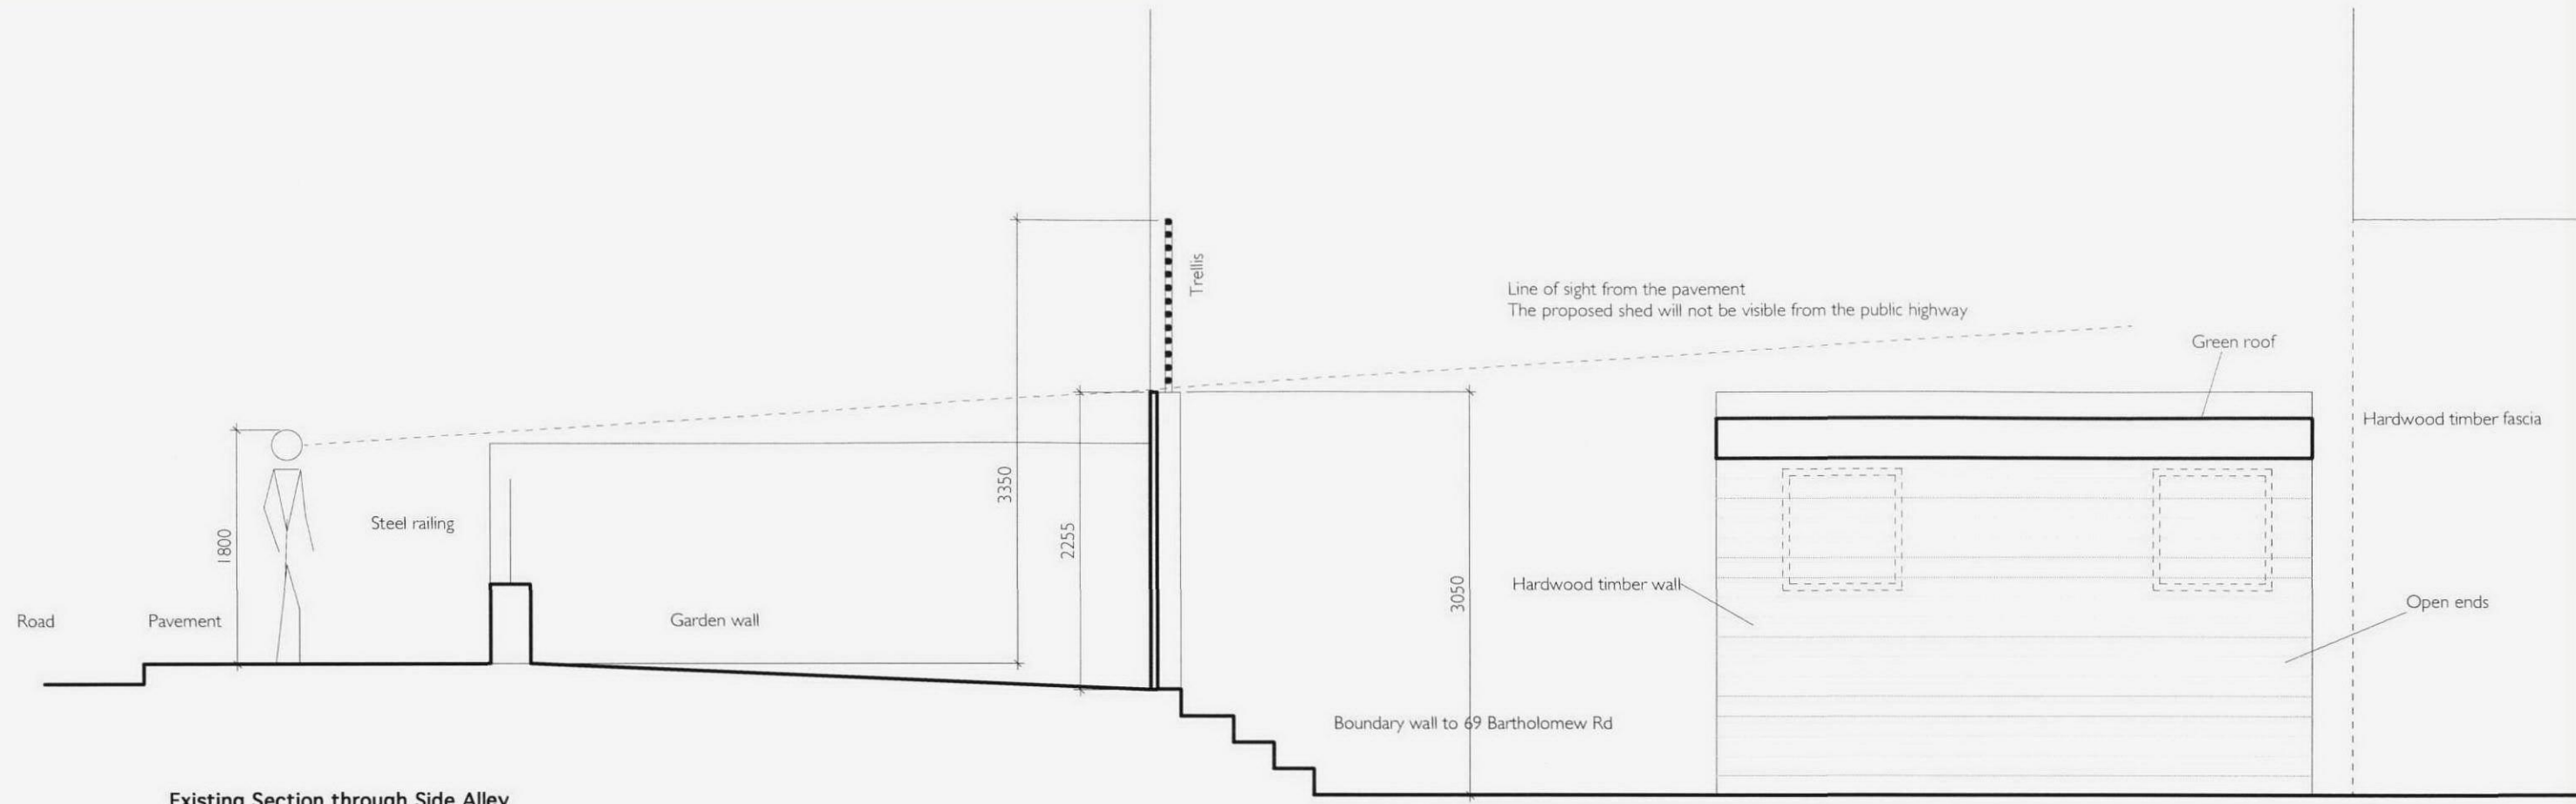 Trellis
Line of sight from the pavement
The proposed shed will not be visible from the public highway
Green roof
Hardwood timber fascia
3350
1800
Steel railing
2255
3050
Hardwood timber wall
Open ends
Road
Pavement
Garden wall
Boundary wall to 69 Bartholomew Rd
Existing Section through Side Alley